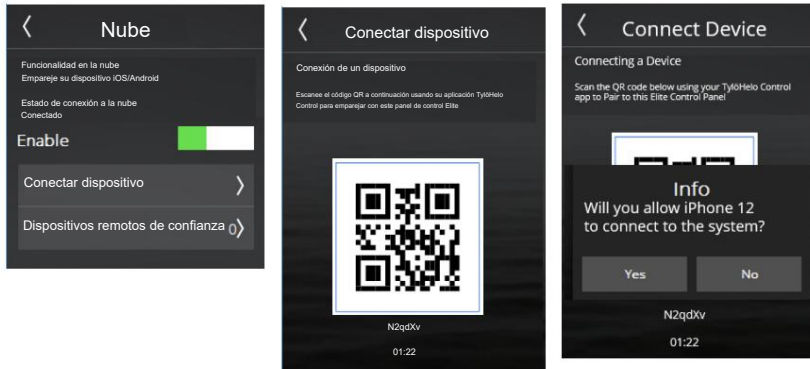 Nube
Funcionalidad en la nube
Empareje su dispositivo iOS/Android
Estado de conexión a la nube
Conectado
Enable
Conectar dispositivo
Dispositivos remotos de confianza 0
Conectar dispositivo
Conexión de un dispositivo
Escanee el código QR a continuación usando su aplicación TylöHelo
Control para emparejar con este panel de control Elite
N2qdXv
01:22
Connect Device
Connecting a Device
Scan the QR code below using your TylöHelo Control
app to Pair to this Elite Control Panel
Info
Will you allow iPhone 12
to connect to the system?
Yes No
N2qdXv
01:22